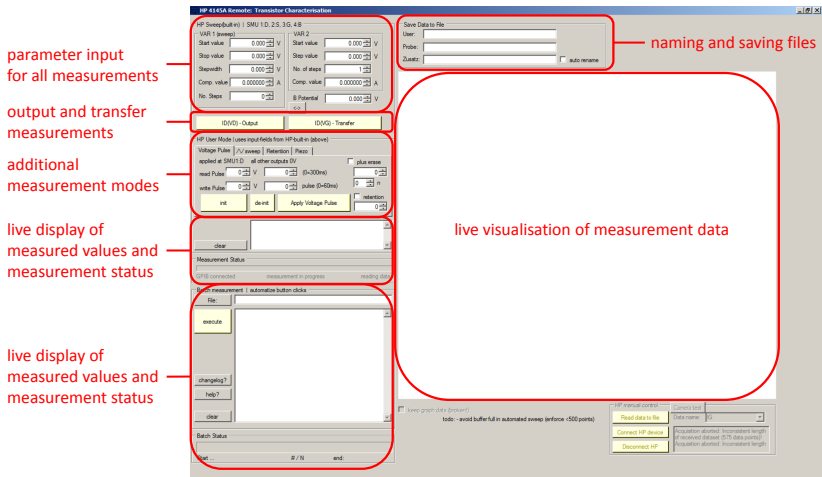 HP 4145A Remote: Transistor Characterisation
HP Sweep(built-in) | SMU 1:D, 2:S, 3:G, 4:B
VAR 1 (sweep)
Start value 0.000 V
Stop value 0.000 V
Stepwidth 0.000 V
Comp. value 0.000000 A
No. Steps 0
VAR 2
Start value 0.000 V
Step value 0.000 V
No. of steps 1
Comp. value 0.000000 A
B Potential 0.000 V
<->
ID(VD) - Output
ID(VG) - Transfer
HP User Mode | uses input-fields from HP built-in (above)
Voltage Pulse
sweep
Retention
Piezo
applied at SMU1:D all other outputs 0V
plus erase
read Pulse 0 V 0 (0=300ms) 0
write Pulse 0 V 0 pulse (0=60ms) 0 n
init
de-init
Apply Voltage Pulse
retention
0
clear
Measurement Status
GPIB connected measurement in progress reading data
Batch measurement | automatize button clicks
File:
execute
changelog?
help?
clear
Batch Status
Start ... # / N end:
Save Data to File
User:
Probe:
Zusatz:
auto rename
keep graph data (broken!)
todo: - avoid buffer full in automated sweep (enforce <500 points)
HP manual control
Read data to file
Connect HP device
Disconnect HP
Connect test
Data name:
Acquisition aborted. Inconsistent length
of received dataset (575 data points)!
Acquisition aborted. Inconsistent length
parameter input
for all measurements
output and transfer
measurements
additional
measurement modes
live display of
measured values and
measurement status
live display of
measured values and
measurement status
naming and saving files
live visualisation of measurement data